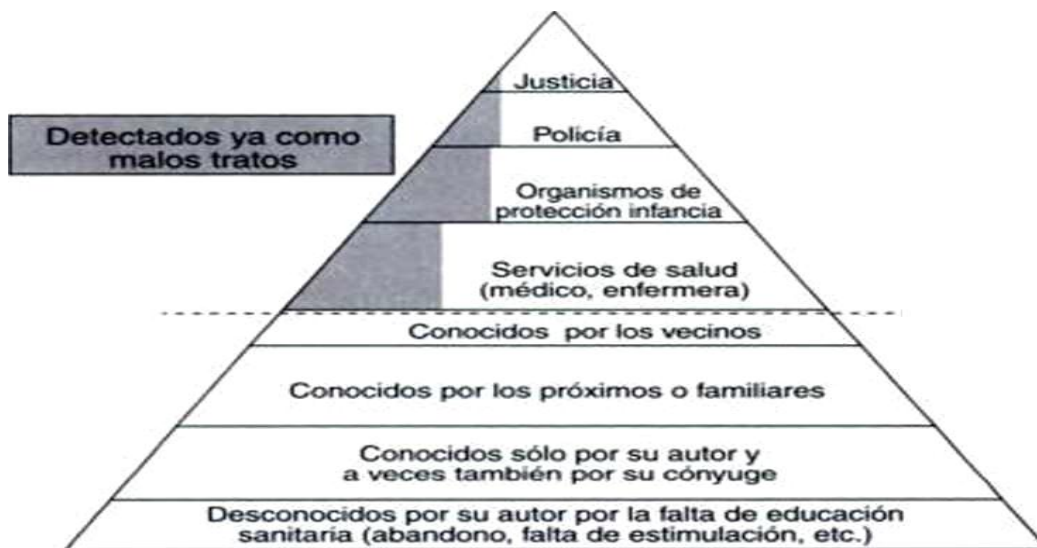 Justicia
Detectados ya como
malos tratos
Policía
Organismos de
protección infancia
Servicios de salud
(médico, enfermera)
Conocidos por los vecinos
Conocidos por los próximos o familiares
Conocidos sólo por su autor y
a veces también por su cónyuge
Desconocidos por su autor por la falta de educación
sanitaria (abandono, falta de estimulación, etc.)